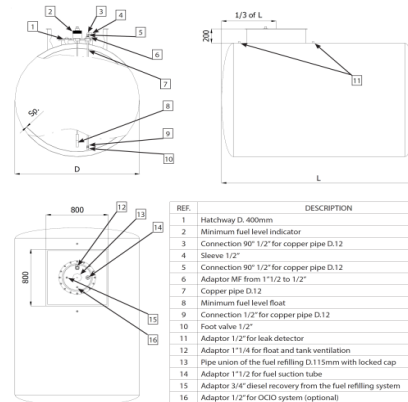 2
3
4
1
5
6
7
8
9
10
50°
D
1/3 of L
200
11
L
12
800
13
14
800
15
16
REF. DESCRIPTION
1 Hatchway D. 400mm
2 Minimum fuel level indicator
3 Connection 90° 1/2" for copper pipe D.12
4 Sleeve 1/2"
5 Connection 90° 1/2" for copper pipe D.12
6 Adaptor MF from 1"1/2 to 1/2"
7 Copper pipe D.12
8 Minimum fuel level float
9 Connection 1/2" for copper pipe D.12
10 Foot valve 1/2"
11 Adaptor 1/2" for leak detector
12 Adaptor 1"1/4 for float and tank ventilation
13 Pipe union of the fuel refilling D.115mm with locked cap
14 Adaptor 1"1/2 for fuel suction tube
15 Adaptor 3/4" diesel recovery from the fuel refilling system
16 Adaptor 1/2" for OCIO system (optional)